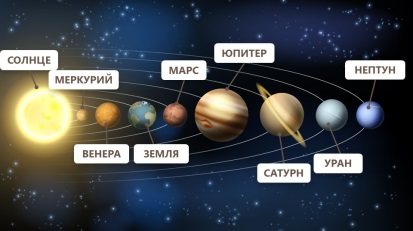 СОЛНЦЕ
МЕРКУРИЙ
ВЕНЕРА
ЗЕМЛЯ
МАРС
ЮПИТЕР
САТУРН
УРАН
НЕПТУН